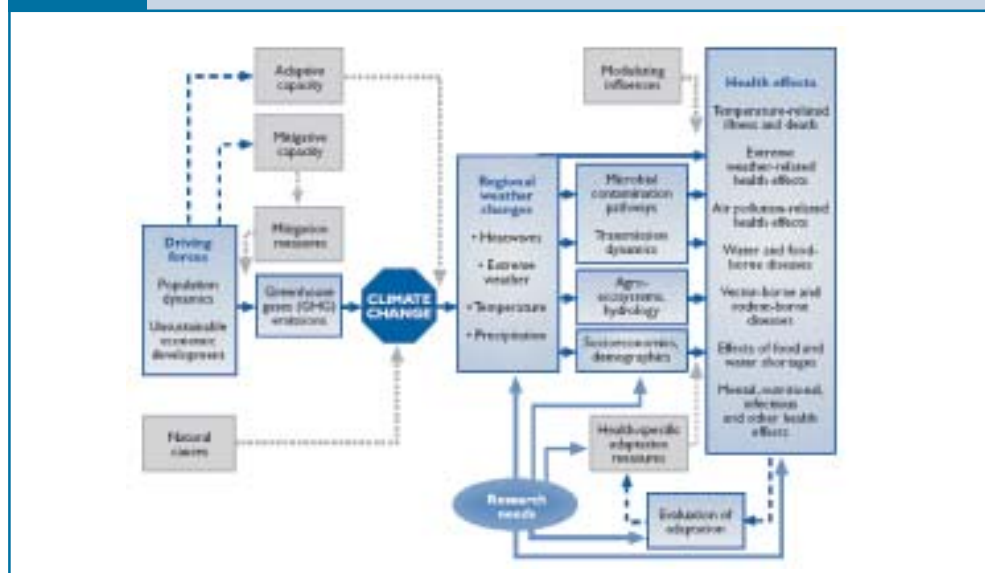 Adaptive
capacity
Mitigative
capacity
Mitigation
measures
Driving
forces
Population
dynamics
Unsustainable
economic
development
Greenhouse
gases (GHG)
emissions
CLIMATE
CHANGE
Natural
causes
Regional
weather
changes
• Heatwaves
• Extreme
weather
• Temperature
• Precipitation
Modulating
influences
Microbial
contamination
pathways
Transmission
dynamics
Agro-
ecosystems,
hydrology
Socioeconomics,
demographics
Health effects
Temperature-related
illness and death
Extreme
weather-related
health effects
Air pollution-related
health effects
Water and food-
borne diseases
Vector-borne and
rodent-borne
diseases
Effects of food and
water shortages
Mental, nutritional,
infectious
and other health
effects
Health-specific
adaptation
measures
Research
needs
Evaluation of
adaptation